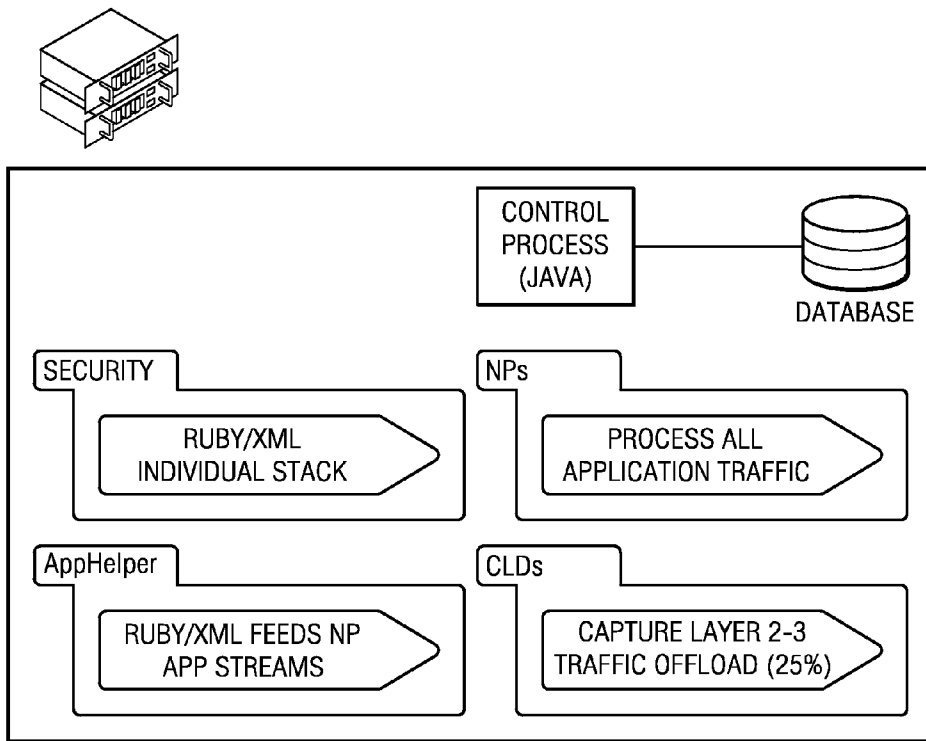 CONTROL
PROCESS
(JAVA)
DATABASE
SECURITY
RUBY/XML
INDIVIDUAL STACK
NPs
PROCESS ALL
APPLICATION TRAFFIC
AppHelper
RUBY/XML FEEDS NP
APP STREAMS
CLDs
CAPTURE LAYER 2-3
TRAFFIC OFFLOAD (25%)